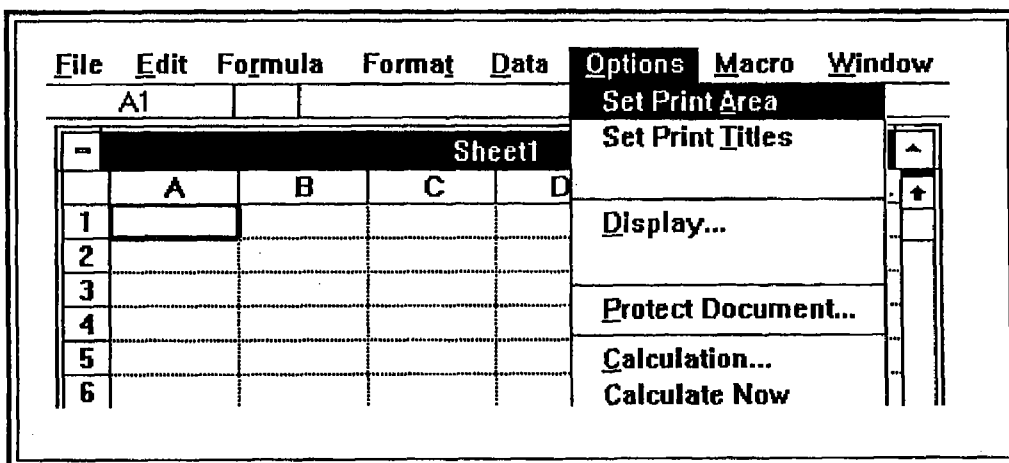 File Edit Formula Format Data Options Macro Window
A1
Set Print Area
Set Print Titles
Sheet1
A B C D
1
Display...
2
3
Protect Document...
4
5
Calculation...
6
Calculate Now